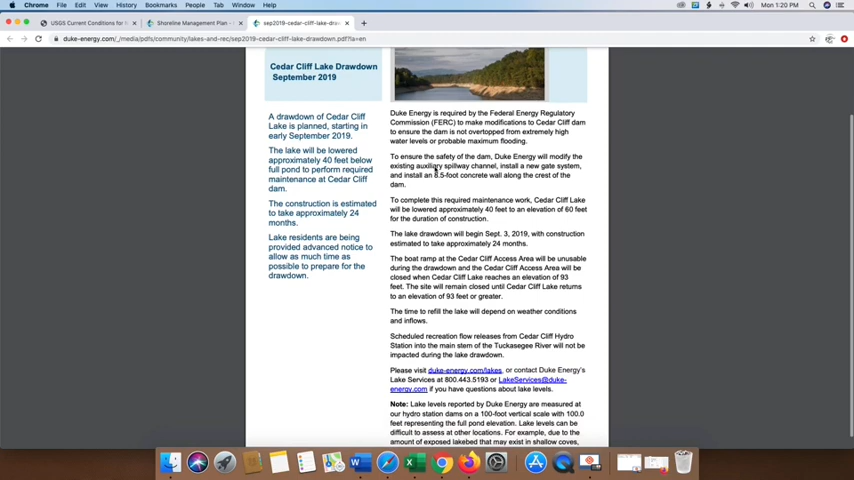 Chrome File Edit View History Bookmarks People Tab Window Help
Mon 1:20 PM
USGS Current Conditions for N
Shoreline Management Plan -
sep2019-cedar-cliff-lake-draw
duke-energy.com/_/media/pdfs/community/lakes-and-rec/sep2019-cedar-cliff-lake-drawdown.pdf?la=en
Cedar Cliff Lake Drawdown
September 2019
A drawdown of Cedar Cliff
Lake is planned, starting in
early September 2019.
The lake will be lowered
approximately 40 feet below
full pond to perform required
maintenance at Cedar Cliff
dam.
The construction is estimated
to take approximately 24
months.
Lake residents are being
provided advanced notice to
allow as much time as
possible to prepare for the
drawdown.
Duke Energy is required by the Federal Energy Regulatory
Commission (FERC) to make modifications to Cedar Cliff dam
to ensure the dam is not overtopped from extremely high
water levels or probable maximum flooding.
To ensure the safety of the dam, Duke Energy will modify the
existing auxiliary spillway channel, install a new gate system,
and install an 8.5-foot concrete wall along the crest of the
dam.
To complete this required maintenance work, Cedar Cliff Lake
will be lowered approximately 40 feet to an elevation of 60 feet
for the duration of construction.
The lake drawdown will begin Sept. 3, 2019, with construction
estimated to take approximately 24 months.
The boat ramp at the Cedar Cliff Access Area will be unusable
during the drawdown and the Cedar Cliff Access Area will be
closed when Cedar Cliff Lake reaches an elevation of 93
feet. The site will remain closed until Cedar Cliff Lake returns
to an elevation of 93 feet or greater.
The time to refill the lake will depend on weather conditions
and inflows.
Scheduled recreation flow releases from Cedar Cliff Hydro
Station into the main stem of the Tuckasegee River will not be
impacted during the lake drawdown.
Please visit duke-energy.com/lakes, or contact Duke Energy's
Lake Services at 800.443.5193 or LakeServices@duke-
energy.com if you have questions about lake levels.
Note: Lake levels reported by Duke Energy are measured at
our hydro station dams on a 100-foot vertical scale with 100.0
feet representing the full pond elevation. Lake levels can be
difficult to assess at other locations. For example, due to the
amount of exposed lakebed that may exist in shallow coves,